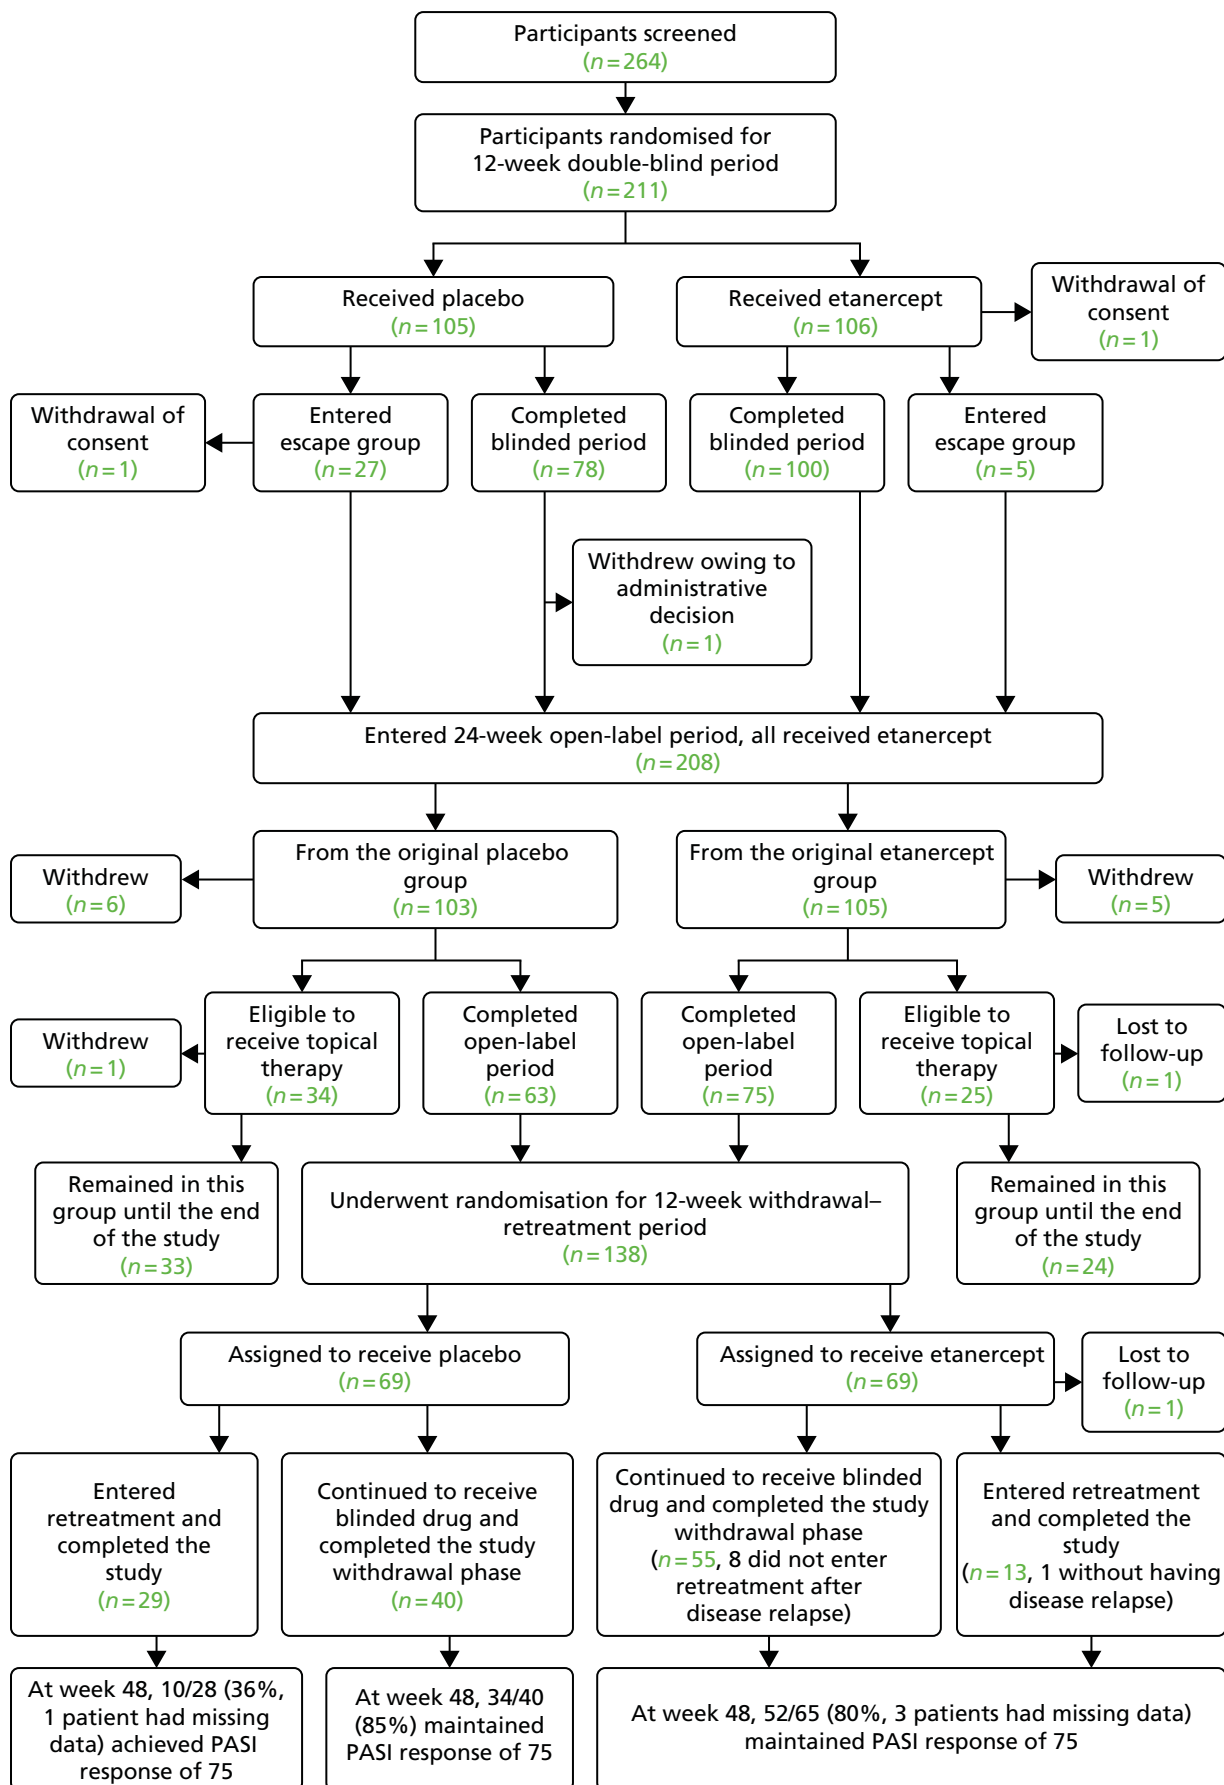 Participants screened
(n=264)
Participants randomised for
12-week double-blind period
(n=211)
Received placebo
(n=105)
Received etanercept
(n=106)
Withdrawal of
consent
(n=1)
Withdrawal of
consent
(n=1)
Entered
escape group
(n=27)
Completed
blinded period
(n=78)
Completed
blinded period
(n=100)
Entered
escape group
(n=5)
Withdrew owing to
administrative
decision
(n=1)
Entered 24-week open-label period, all received etanercept
(n=208)
Withdrew
(n=6)
From the original placebo
group
(n=103)
From the original etanercept
group
(n=105)
Withdrew
(n=5)
Withdrew
(n=1)
Eligible to
receive topical
therapy
(n=34)
Completed
open-label
period
(n=63)
Completed
open-label
period
(n=75)
Eligible to
receive topical
therapy
(n=25)
Lost to
follow-up
(n=1)
Remained in this
group until the end
of the study
(n=33)
Underwent randomisation for 12-week withdrawal–
retreatment period
(n=138)
Remained in this
group until the end
of the study
(n=24)
Assigned to receive placebo
(n=69)
Assigned to receive etanercept
(n=69)
Lost to
follow-up
(n=1)
Entered
retreatment and
completed the
study
(n=29)
Continued to receive
blinded drug and
completed the study
withdrawal phase
(n=40)
Continued to receive blinded
drug and completed the study
withdrawal phase
(n=55, 8 did not enter
retreatment after
disease relapse)
Entered retreatment
and completed the
study
(n=13, 1 without having
disease relapse)
At week 48, 10/28 (36%,
1 patient had missing
data) achieved PASI
response of 75
At week 48, 34/40
(85%) maintained
PASI response of 75
At week 48, 52/65 (80%, 3 patients had missing data)
maintained PASI response of 75